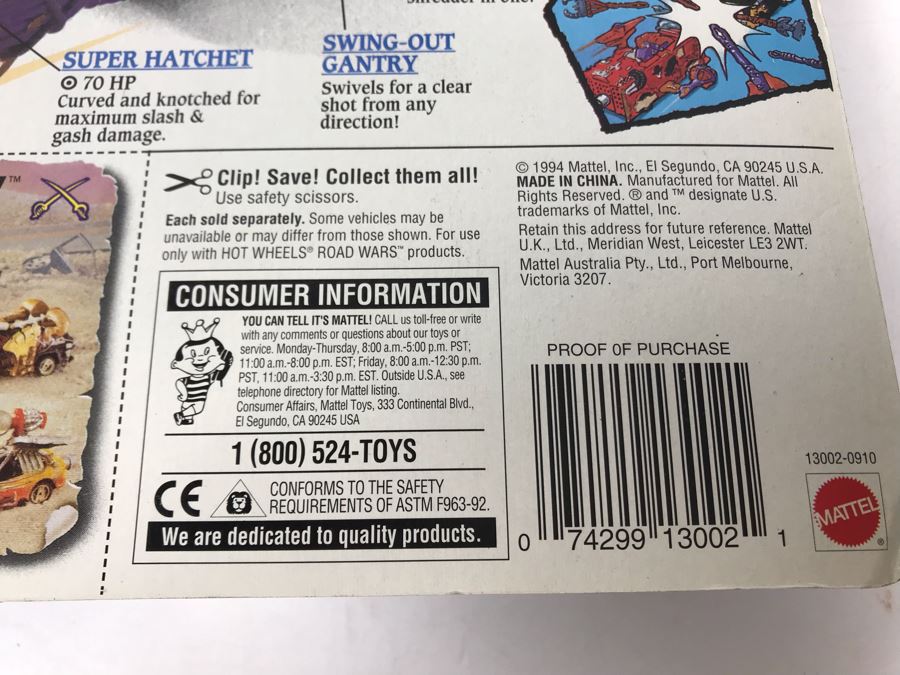 Shredder in one!
SUPER HATCHET
70 HP
Curved and knotched for
maximum slash &
gash damage.
SWING-OUT
GANTRY
Swivels for a clear
shot from any
direction!
™
Clip! Save! Collect them all!
Use safety scissors.
Each sold separately. Some vehicles may be
unavailable or may differ from those shown. For use
only with HOT WHEELS® ROAD WARS™ products.
CONSUMER INFORMATION
YOU CAN TELL IT'S MATTEL! CALL us toll-free or write
with any comments or questions about our toys or
service. Monday-Thursday, 8:00 a.m.-5:00 p.m. PST;
11:00 a.m.-8:00 p.m. EST; Friday, 8:00 a.m.-12:30 p.m.
PST, 11:00 a.m.-3:30 p.m. EST. Outside U.S.A., see
telephone directory for Mattel listing.
Consumer Affairs, Mattel Toys, 333 Continental Blvd.,
El Segundo, CA 90245 USA
1 (800) 524-TOYS
CE
CONFORMS TO THE SAFETY
REQUIREMENTS OF ASTM F963-92.
We are dedicated to quality products.
© 1994 Mattel, Inc., El Segundo, CA 90245 U.S.A.
MADE IN CHINA. Manufactured for Mattel. All
Rights Reserved. ® and ™ designate U.S.
trademarks of Mattel, Inc.
Retain this address for future reference. Mattel
U.K., Ltd., Meridian West, Leicester LE3 2WT.
Mattel Australia Pty., Ltd., Port Melbourne,
Victoria 3207.
PROOF OF PURCHASE
0 74299 13002 1
13002-0910
MATTEL®